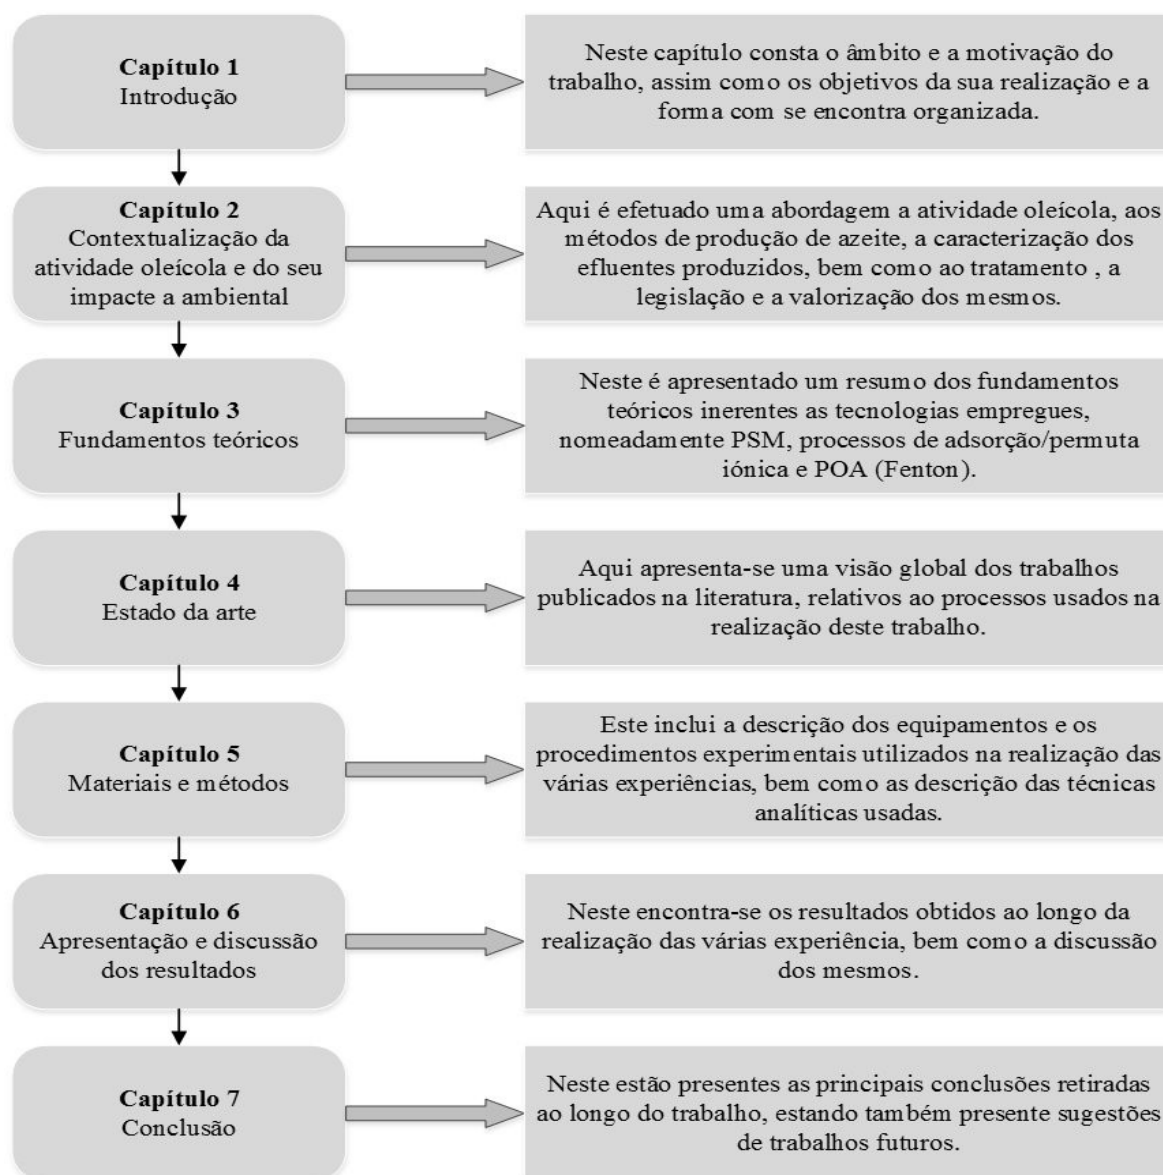 Capítulo 1
Introdução
Neste capítulo consta o âmbito e a motivação do
trabalho, assim como os objetivos da sua realização e a
forma com se encontra organizada.
Capítulo 2
Contextualização da
atividade oleícola e do seu
impacte a ambiental
Aqui é efetuado uma abordagem a atividade oleícola, aos
métodos de produção de azeite, a caracterização dos
efluentes produzidos, bem como ao tratamento , a
legislação e a valorização dos mesmos.
Capítulo 3
Fundamentos teóricos
Neste é apresentado um resumo dos fundamentos
teóricos inerentes as tecnologias empregues,
nomeadamente PSM, processos de adsorção/permuta
iónica e POA (Fenton).
Capítulo 4
Estado da arte
Aqui apresenta-se uma visão global dos trabalhos
publicados na literatura, relativos ao processos usados na
realização deste trabalho.
Capítulo 5
Materiais e métodos
Este inclui a descrição dos equipamentos e os
procedimentos experimentais utilizados na realização das
várias experiências, bem como as descrição das técnicas
analíticas usadas.
Capítulo 6
Apresentação e discussão
dos resultados
Neste encontra-se os resultados obtidos ao longo da
realização das várias experiência, bem como a discussão
dos mesmos.
Capítulo 7
Conclusão
Neste estão presentes as principais conclusões retiradas
ao longo do trabalho, estando também presente sugestões
de trabalhos futuros.